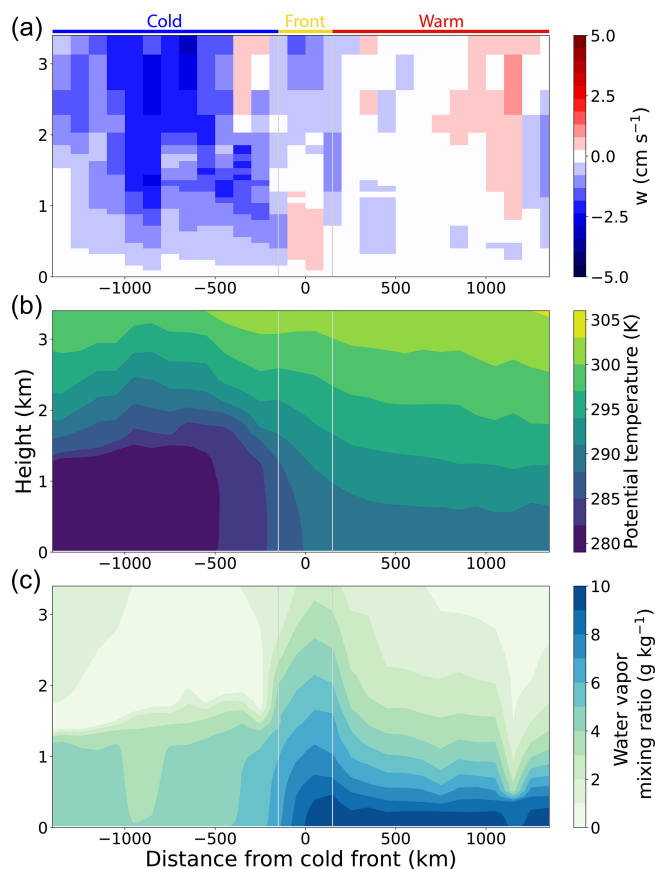 Cold Front Warm
(a)
3
2
1
0
−1000 −500 0 500 1000
5.0
2.5
0.0
−2.5
−5.0
w (cm s⁻¹)
(b)
3
2
1
0
Height (km)
−1000 −500 0 500 1000
305
300
295
290
285
280
Potential temperature (K)
(c)
3
2
1
0
−1000 −500 0 500 1000
Distance from cold front (km)
10
8
6
4
2
0
Water vapor
mixing ratio (g kg⁻¹)